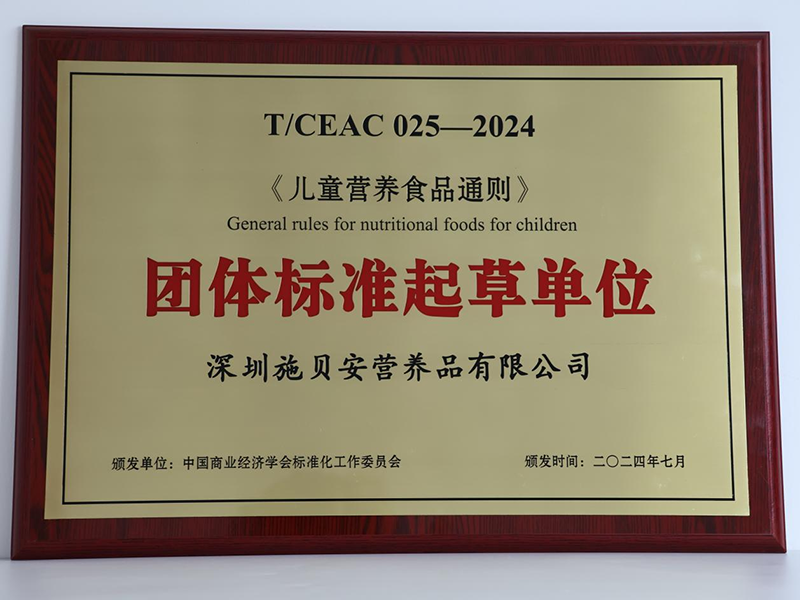 T/CEAC 025—2024
《儿童营养食品通则》
General rules for nutritional foods for children
团体标准起草单位
深圳施贝安营养品有限公司
颁发单位：中国商业经济学会标准化工作委员会 颁发时间：二〇二四年七月